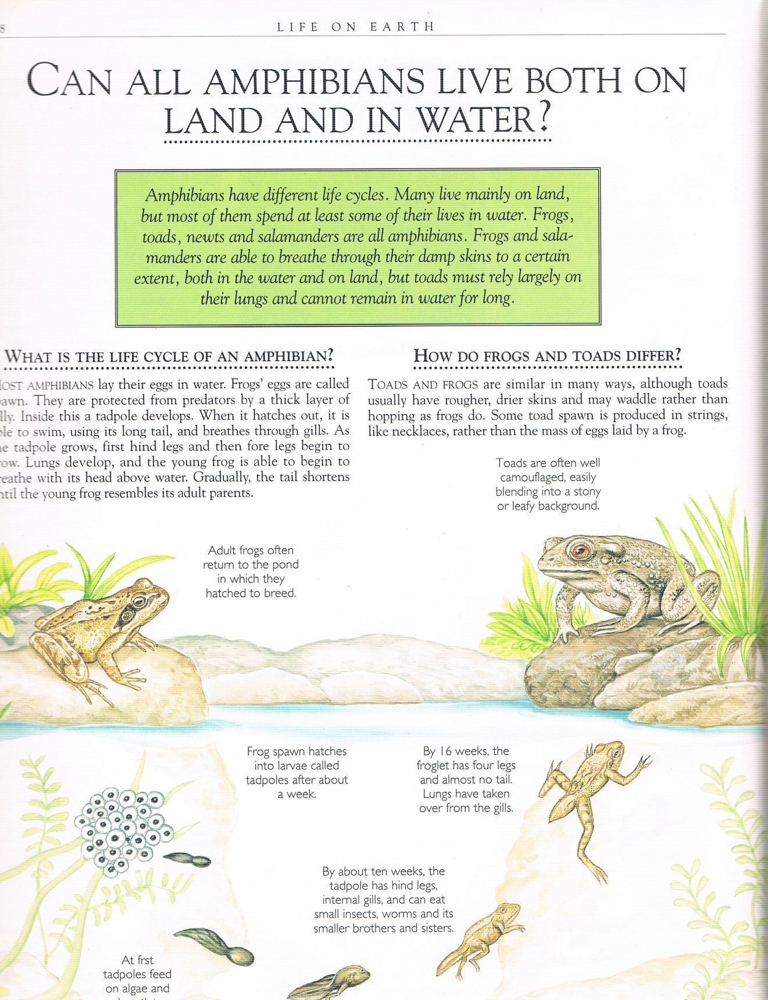 8
LIFE ON EARTH
CAN ALL AMPHIBIANS LIVE BOTH ON
LAND AND IN WATER?
Amphibians have different life cycles. Many live mainly on land,
but most of them spend at least some of their lives in water. Frogs,
toads, newts and salamanders are all amphibians. Frogs and sala-
manders are able to breathe through their damp skins to a certain
extent, both in the water and on land, but toads must rely largely on
their lungs and cannot remain in water for long.
WHAT IS THE LIFE CYCLE OF AN AMPHIBIAN?
OST AMPHIBIANS lay their eggs in water. Frogs' eggs are called
awn. They are protected from predators by a thick layer of
lly. Inside this a tadpole develops. When it hatches out, it is
le to swim, using its long tail, and breathes through gills. As
e tadpole grows, first hind legs and then fore legs begin to
ow. Lungs develop, and the young frog is able to begin to
eathe with its head above water. Gradually, the tail shortens
til the young frog resembles its adult parents.
HOW DO FROGS AND TOADS DIFFER?
TOADS AND FROGS are similar in many ways, although toads
usually have rougher, drier skins and may waddle rather than
hopping as frogs do. Some toad spawn is produced in strings,
like necklaces, rather than the mass of eggs laid by a frog.
Toads are often well
camouflaged, easily
blending into a stony
or leafy background.
Adult frogs often
return to the pond
in which they
hatched to breed.
Frog spawn hatches
into larvae called
tadpoles after about
a week.
By 16 weeks, the
froglet has four legs
and almost no tail.
Lungs have taken
over from the gills.
By about ten weeks, the
tadpole has hind legs,
internal gills, and can eat
small insects, worms and its
smaller brothers and sisters.
At frst
tadpoles feed
on algae and